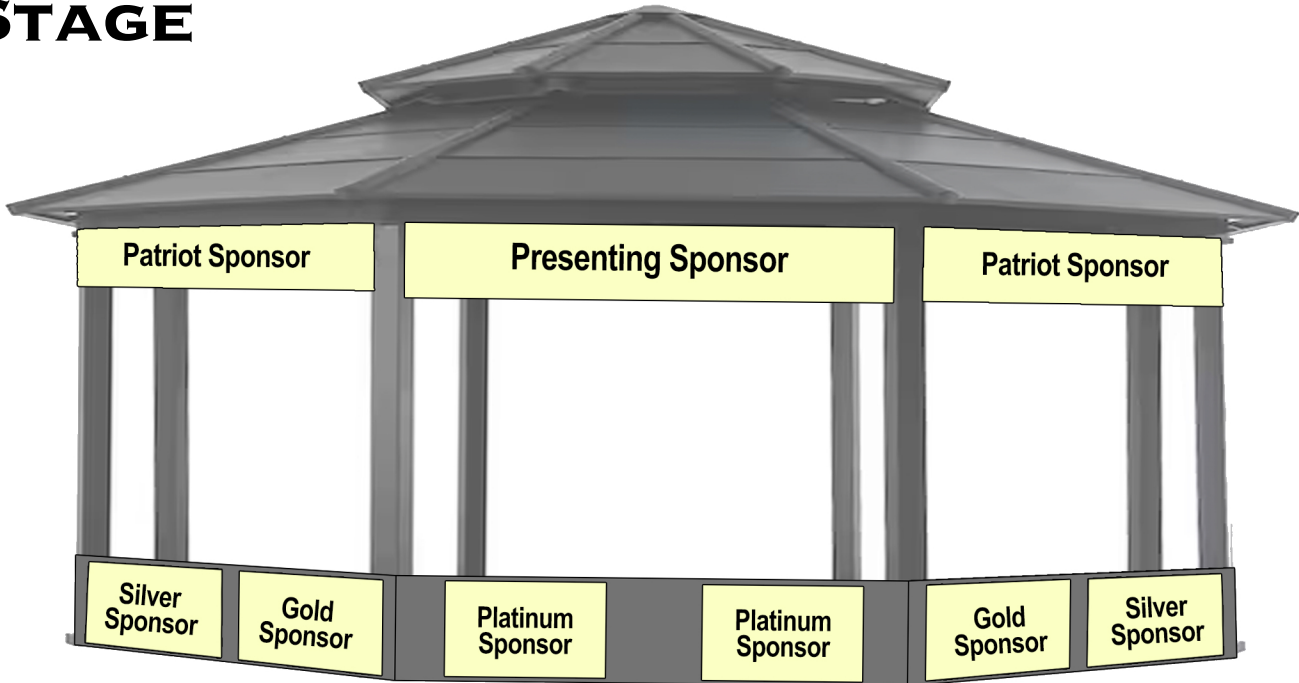 STAGE
Patriot Sponsor
Presenting Sponsor
Patriot Sponsor
Silver
Sponsor
Gold
Sponsor
Platinum
Sponsor
Platinum
Sponsor
Gold
Sponsor
Silver
Sponsor